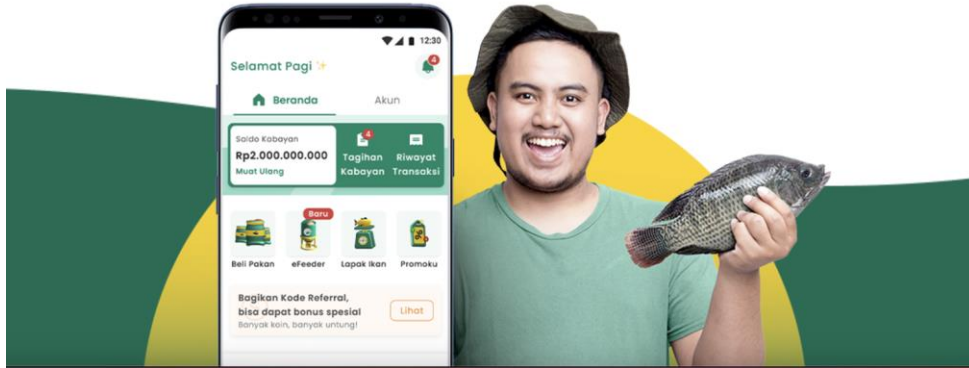 12:30
Selamat Pagi
4
Beranda
Akun
Saldo Kabayan
Rp2.000.000.000
Muat Ulang
4
Tagihan
Kabayan
Riwayat
Transaksi
Baru
Beli Pakan
eFeeder
Lapak Ikan
Promoku
Bagikan Kode Referral,
bisa dapat bonus spesial
Banyak koin, banyak untung!
Lihat